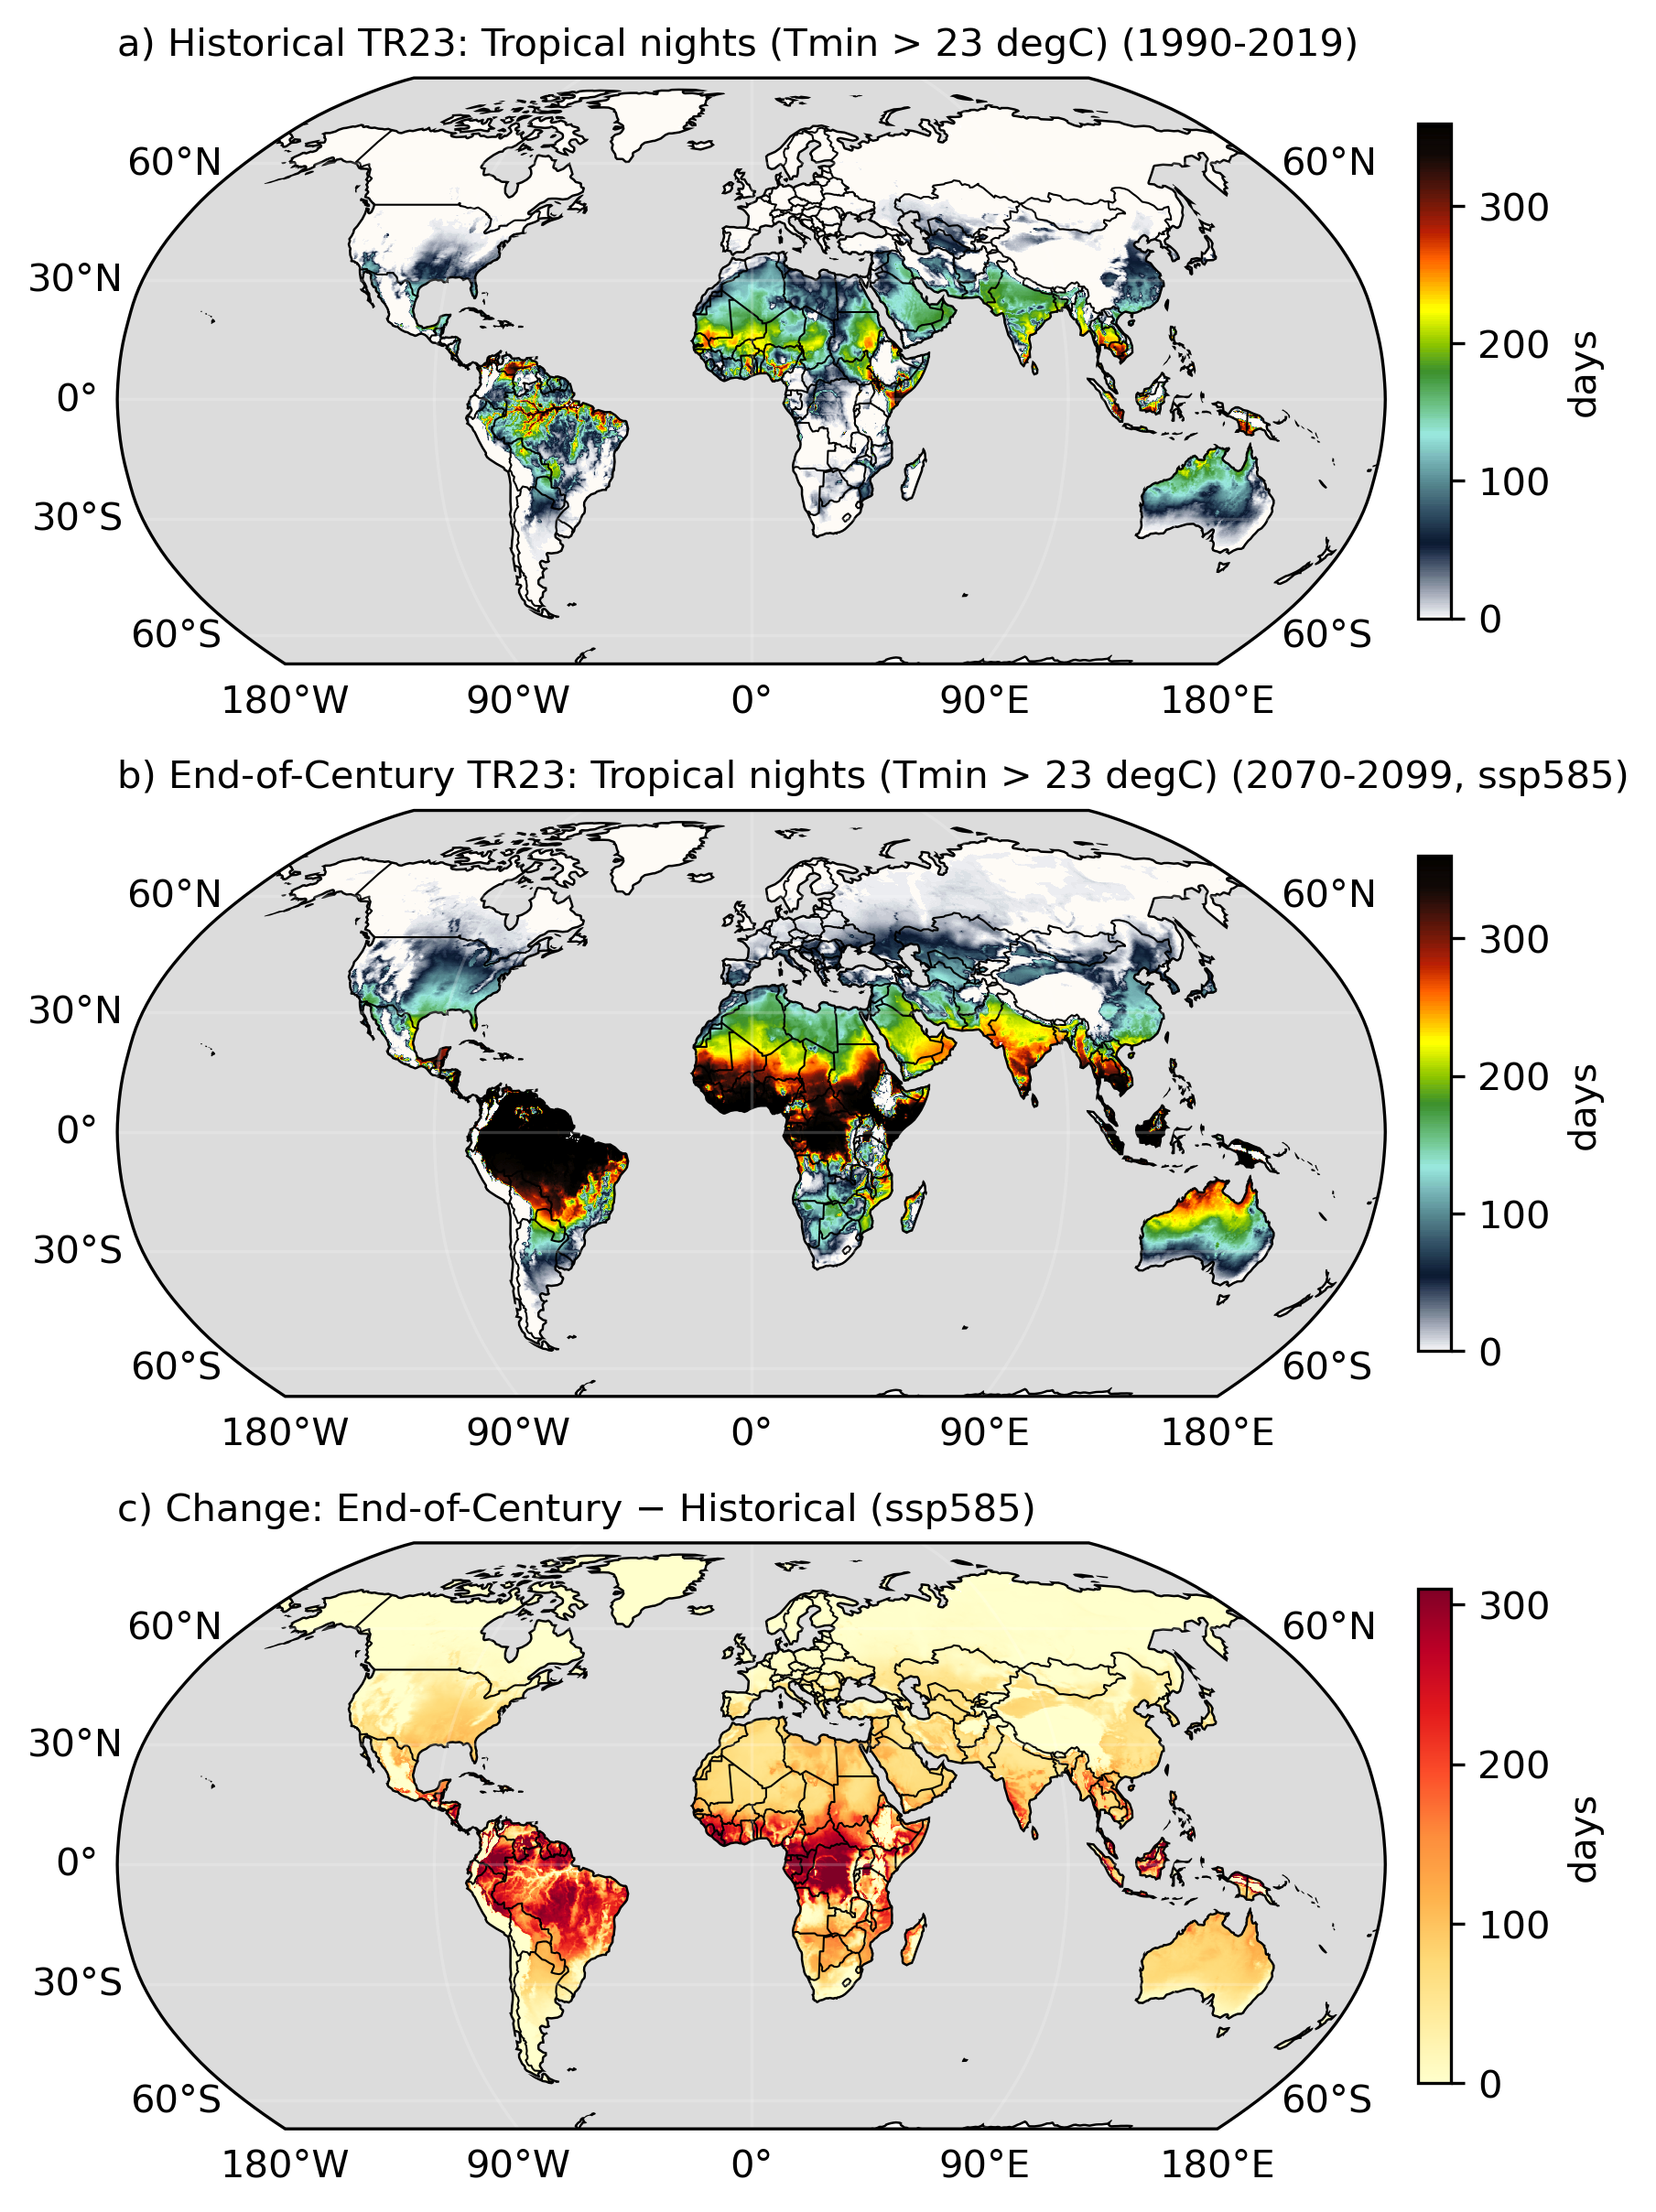 a) Historical TR23: Tropical nights (Tmin > 23 degC) (1990-2019)
60°N 60°N
30°N
0°
30°S
60°S 60°S
180°W 90°W 0° 90°E 180°E
300
200
100
0
days
b) End-of-Century TR23: Tropical nights (Tmin > 23 degC) (2070-2099, ssp585)
60°N 60°N
30°N
0°
30°S
60°S 60°S
180°W 90°W 0° 90°E 180°E
300
200
100
0
days
c) Change: End-of-Century − Historical (ssp585)
60°N 60°N
30°N
0°
30°S
60°S 60°S
180°W 90°W 0° 90°E 180°E
300
200
100
0
days